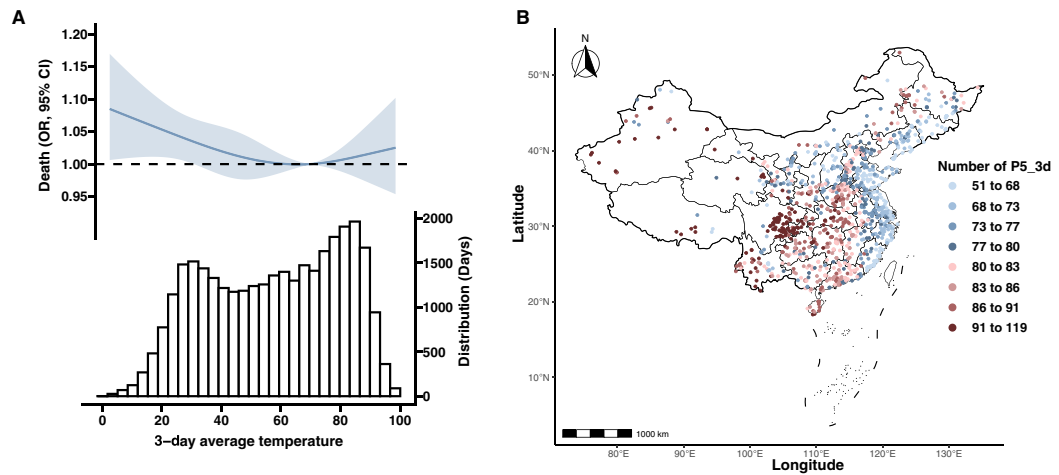 A
Death (OR, 95% CI)
1.20
1.15
1.10
1.05
1.00
0.95
2000
1500
1000
500
0
Distribution (Days)
0 20 40 60 80 100
3−day average temperature
B
N
Latitude
50°N
40°N
30°N
20°N
10°N
Number of P5_3d
51 to 68
68 to 73
73 to 77
77 to 80
80 to 83
83 to 86
86 to 91
91 to 119
1000 km
80°E 90°E 100°E 110°E 120°E 130°E
Longitude